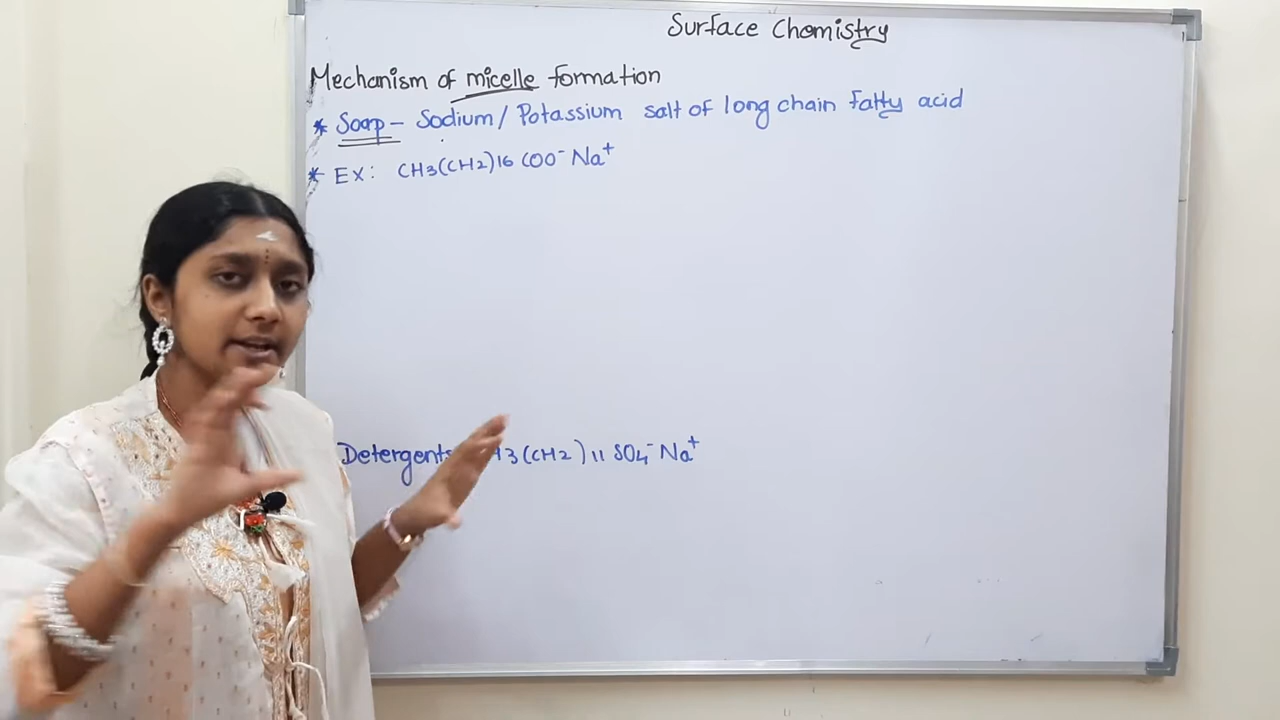 Surface Chemistry
Mechanism of micelle formation
* Soap - Sodium / Potassium salt of long chain fatty acid
* Ex: CH3(CH2)16 COO⁻ Na⁺
Detergents 3(CH2)11 SO4⁻ Na⁺